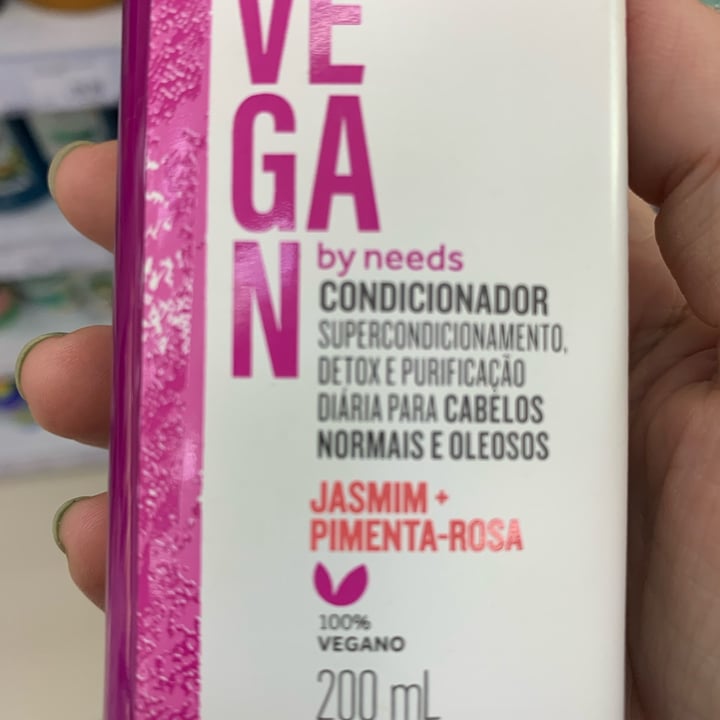 VE
GA
N
by needs
CONDICIONADOR
SUPERCONDICIONAMENTO,
DETOX E PURIFICAÇÃO
DIÁRIA PARA CABELOS
NORMAIS E OLEOSOS
JASMIM +
PIMENTA-ROSA
100%
VEGANO
200 mL